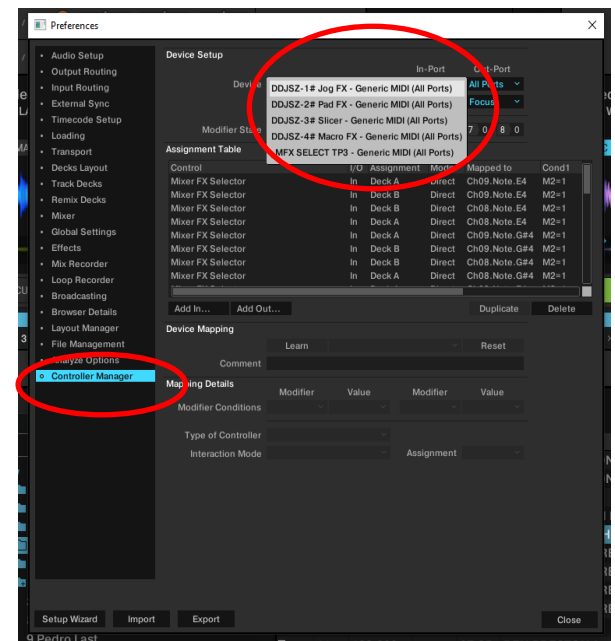 Preferences
Audio Setup
Output Routing
Input Routing
External Sync
Timecode Setup
Loading
Transport
Decks Layout
Track Decks
Remix Decks
Mixer
Global Settings
Effects
Mix Recorder
Loop Recorder
Broadcasting
Browser Details
Layout Manager
File Management
Analyze Options
Controller Manager
Device Setup
In-Port Out-Port
Device All Ports
DDJSZ-1# Jog FX - Generic MIDI (All Ports)
DDJSZ-2# Pad FX - Generic MIDI (All Ports)
Focus
DDJSZ-3# Slicer - Generic MIDI (All Ports)
DDJSZ-4# Macro FX - Generic MIDI (All Ports)
MFX SELECT TP3 - Generic MIDI (All Ports)
Modifier State 7 0 8 0
Assignment Table
Control I/O Assignment Mode Mapped to Cond1
Mixer FX Selector In Deck A Direct Ch09.Note.E4 M2=1
Mixer FX Selector In Deck B Direct Ch09.Note.E4 M2=1
Mixer FX Selector In Deck A Direct Ch08.Note.E4 M2=1
Mixer FX Selector In Deck B Direct Ch08.Note.E4 M2=1
Mixer FX Selector In Deck A Direct Ch09.Note.G#4 M2=1
Mixer FX Selector In Deck B Direct Ch09.Note.G#4 M2=1
Mixer FX Selector In Deck B Direct Ch08.Note.G#4 M2=1
Mixer FX Selector In Deck A Direct Ch08.Note.G#4 M2=1
Add In... Add Out... Duplicate Delete
Device Mapping
Learn Reset
Comment
Mapping Details
Modifier Value Modifier Value
Modifier Conditions
Type of Controller
Interaction Mode Assignment
Setup Wizard Import Export Close
9 Pedro Last